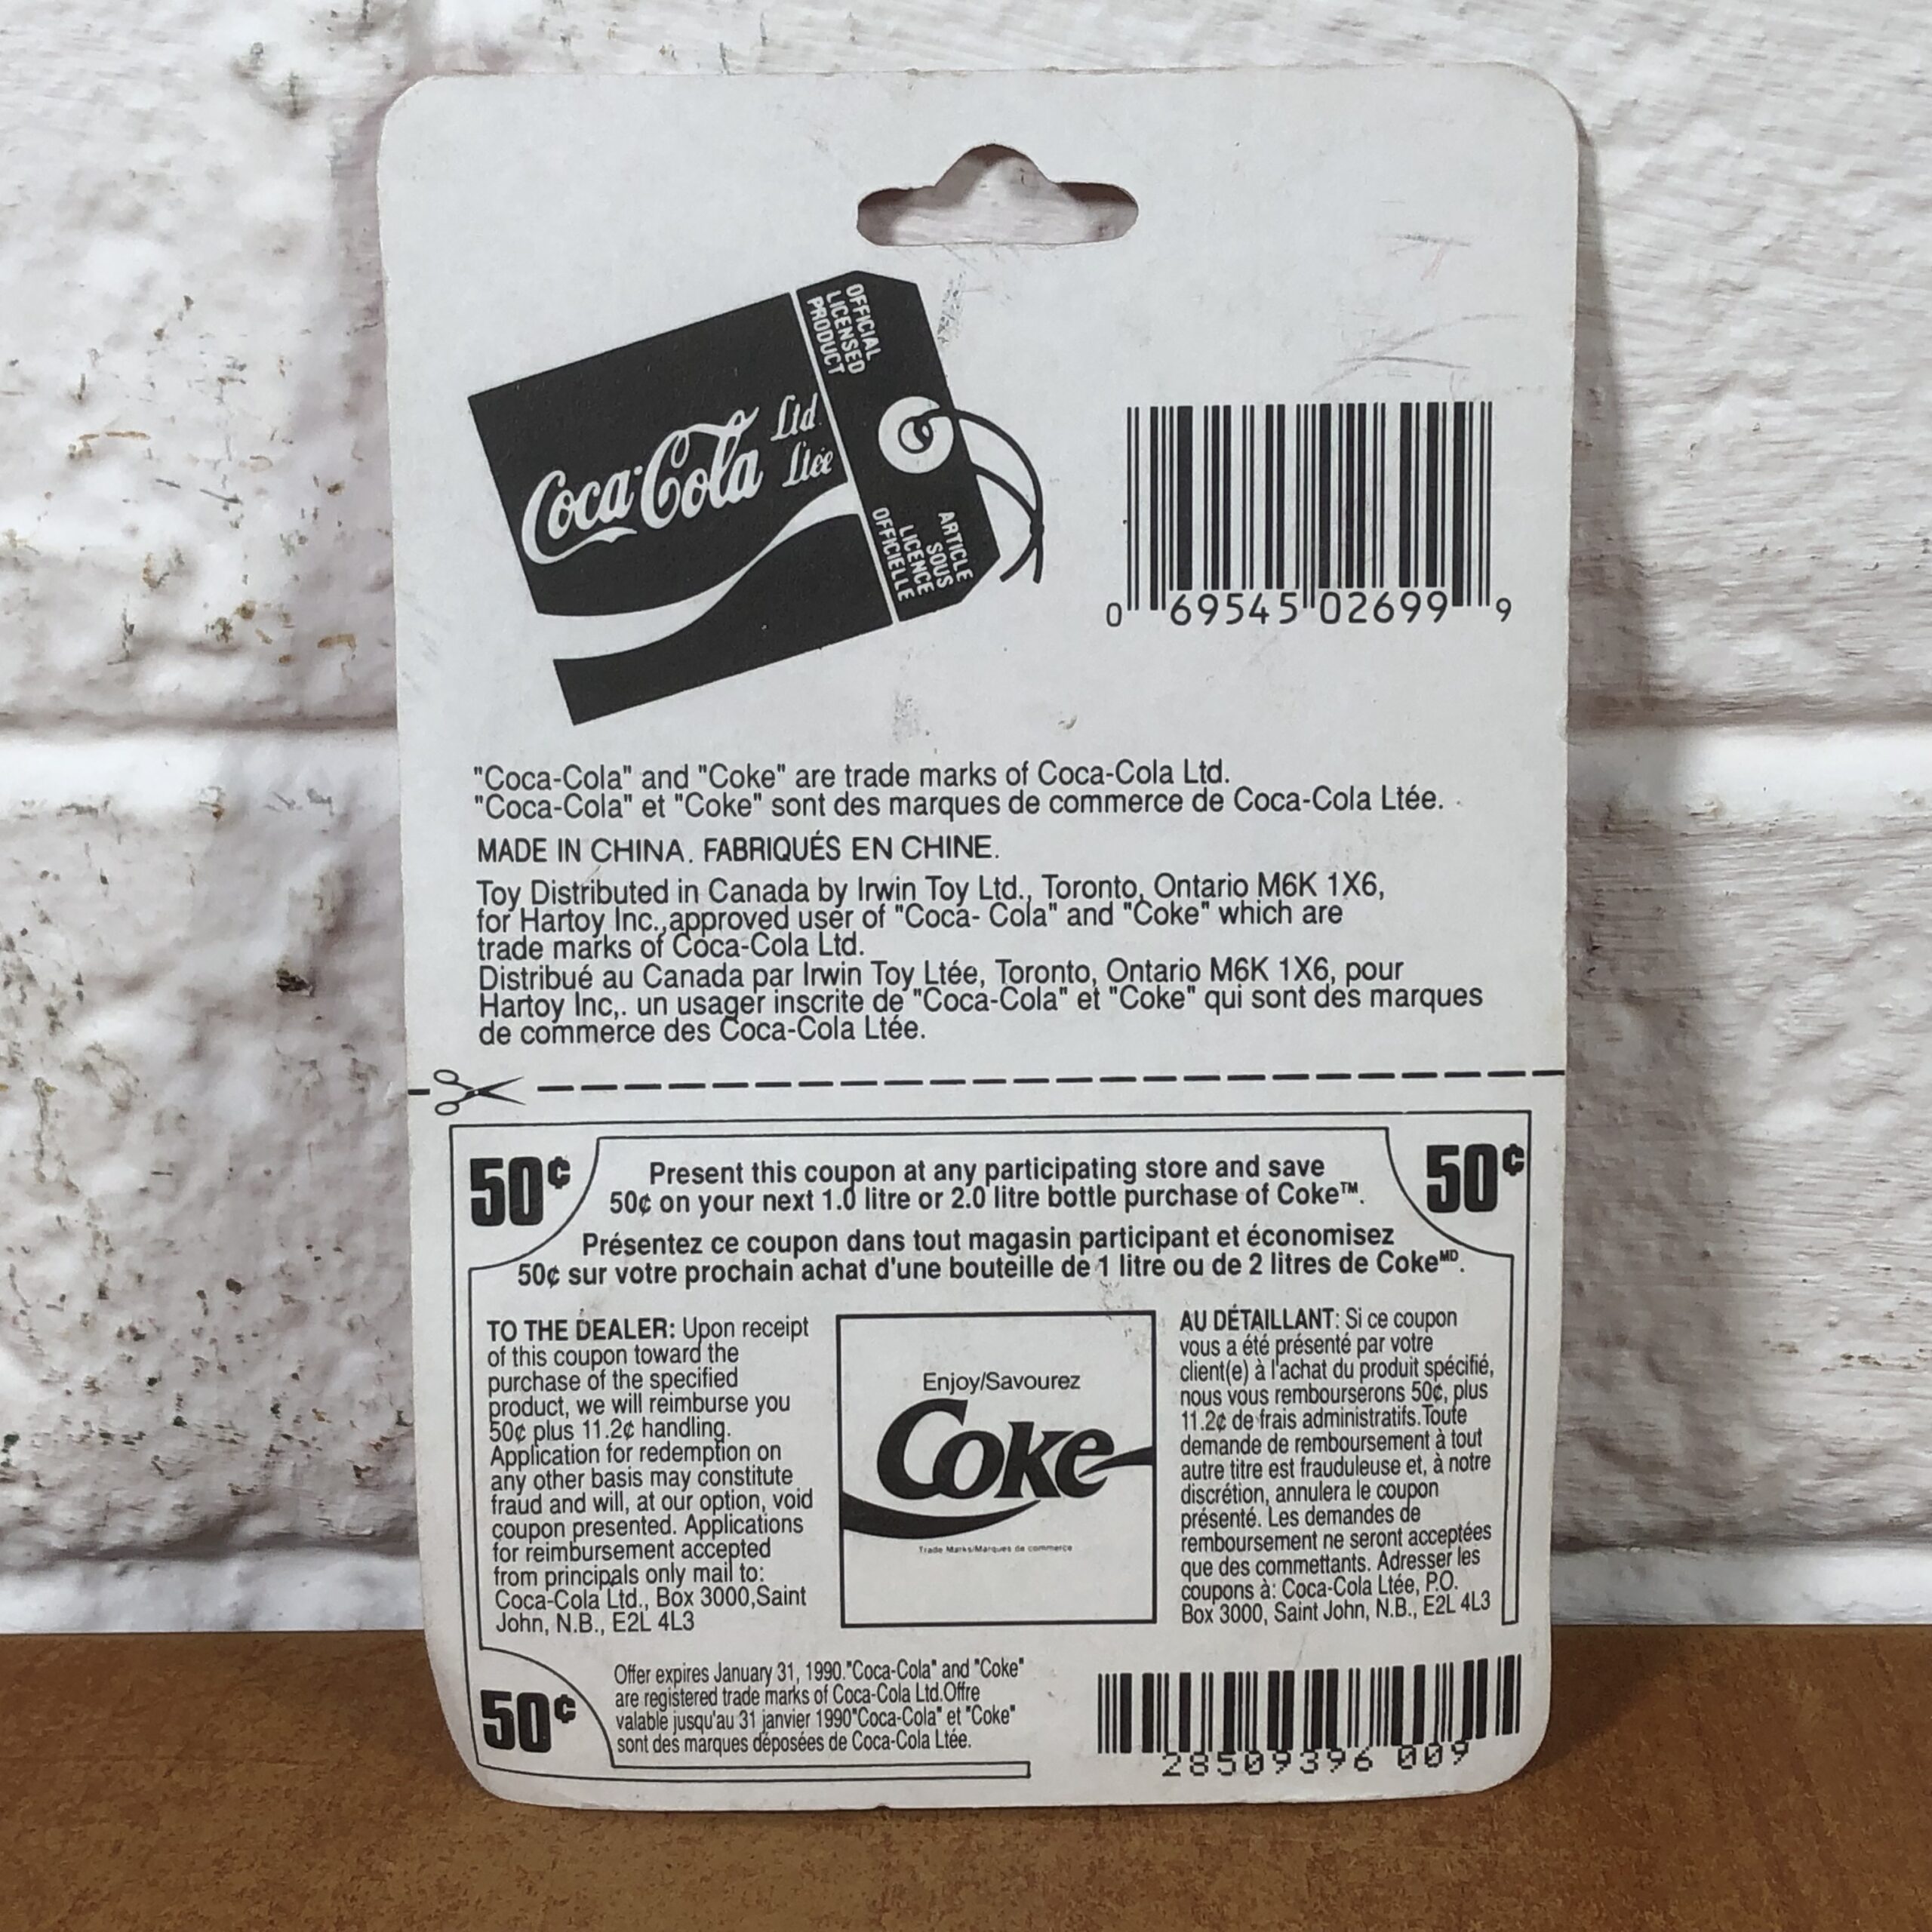 OFFICIAL
LICENSED
PRODUCT
Coca-Cola Ltd
Ltée
ARTICLE
SOUS
LICENCE
OFFICIELLE
0 69545 02699 9
"Coca-Cola" and "Coke" are trade marks of Coca-Cola Ltd.
"Coca-Cola" et "Coke" sont des marques de commerce de Coca-Cola Ltée.
MADE IN CHINA. FABRIQUÉS EN CHINE.
Toy Distributed in Canada by Irwin Toy Ltd., Toronto, Ontario M6K 1X6,
for Hartoy Inc.,approved user of "Coca- Cola" and "Coke" which are
trade marks of Coca-Cola Ltd.
Distribué au Canada par Irwin Toy Ltée, Toronto, Ontario M6K 1X6, pour
Hartoy Inc,. un usager inscrite de "Coca-Cola" et "Coke" qui sont des marques
de commerce des Coca-Cola Ltée.
50¢
Present this coupon at any participating store and save
50¢ on your next 1.0 litre or 2.0 litre bottle purchase of Coke™.
50¢
Présentez ce coupon dans tout magasin participant et économisez
50¢ sur votre prochain achat d'une bouteille de 1 litre ou de 2 litres de Coke MD.
TO THE DEALER: Upon receipt
of this coupon toward the
purchase of the specified
product, we will reimburse you
50¢ plus 11.2¢ handling.
Application for redemption on
any other basis may constitute
fraud and will, at our option, void
coupon presented. Applications
for reimbursement accepted
from principals only mail to:
Coca-Cola Ltd., Box 3000,Saint
John, N.B., E2L 4L3
Enjoy/Savourez
Coke
Trade Marks/Marques de commerce
AU DÉTAILLANT: Si ce coupon
vous a été présenté par votre
client(e) à l'achat du produit spécifié,
nous vous rembourserons 50¢, plus
11.2¢ de frais administratifs.Toute
demande de remboursement à tout
autre titre est frauduleuse et, à notre
discrétion, annulera le coupon
présenté. Les demandes de
remboursement ne seront acceptées
que des commettants. Adresser les
coupons à: Coca-Cola Ltée, P.O.
Box 3000, Saint John, N.B., E2L 4L3
50¢
Offer expires January 31, 1990."Coca-Cola" and "Coke"
are registered trade marks of Coca-Cola Ltd.Offre
valable jusqu'au 31 janvier 1990"Coca-Cola" et "Coke"
sont des marques déposées de Coca-Cola Ltée.
28509396 009